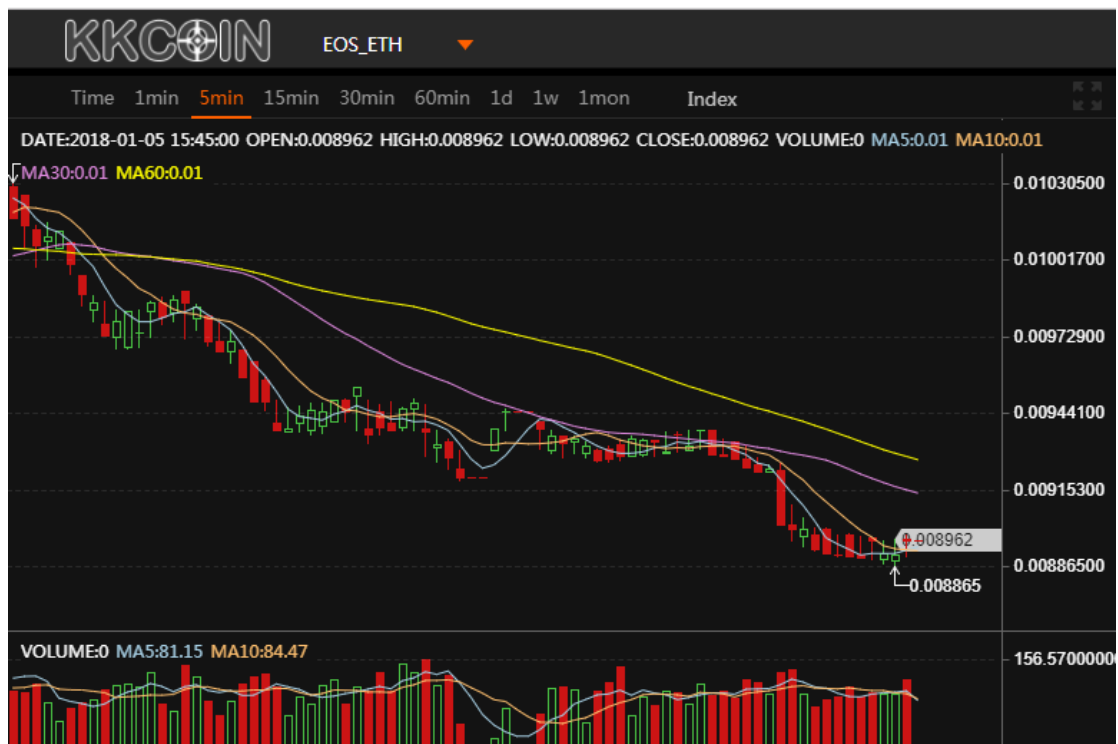 KKCOIN EOS_ETH
Time 1min 5min 15min 30min 60min 1d 1w 1mon Index
DATE:2018-01-05 15:45:00 OPEN:0.008962 HIGH:0.008962 LOW:0.008962 CLOSE:0.008962 VOLUME:0 MA5:0.01 MA10:0.01
MA30:0.01 MA60:0.01
0.01030500
0.01001700
0.00972900
0.00944100
0.00915300
0.008962
0.00886500
0.008865
VOLUME:0 MA5:81.15 MA10:84.47
156.5700000